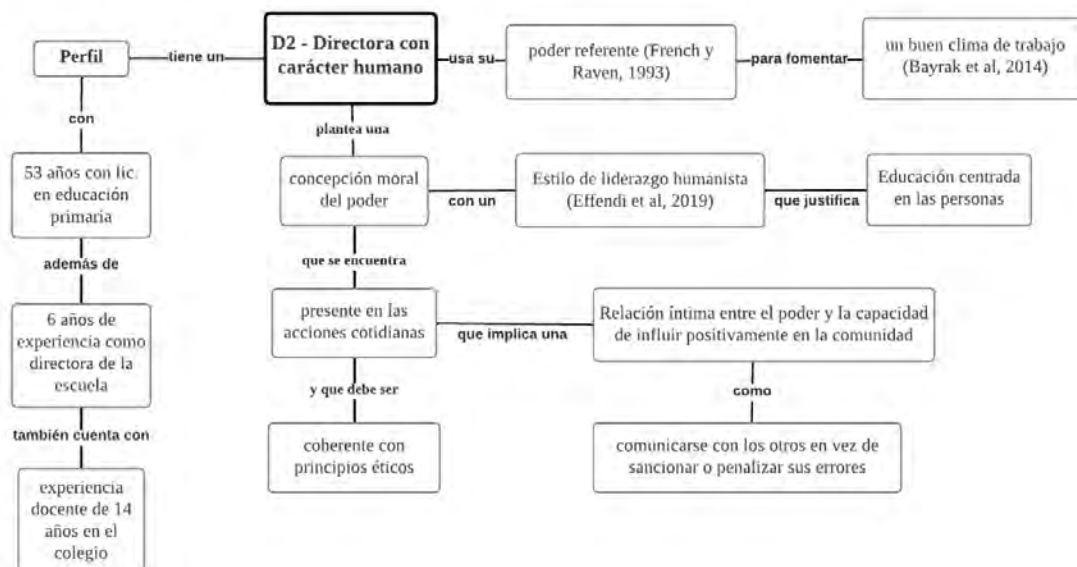 Perfil
tiene un
D2 - Directora con
carácter humano
usa su
poder referente (French y
Raven, 1993)
para fomentar
un buen clima de trabajo
(Bayrak et al, 2014)
con
53 años con lic.
en educación
primaria
además de
6 años de
experiencia como
directora de la
escuela
también cuenta con
experiencia
docente de 14
años en el
colegio
plantea una
concepción moral
del poder
con un
Estilo de liderazgo humanista
(Effendi et al, 2019)
que justifica
Educación centrada
en las personas
que se encuentra
presente en las
acciones cotidianas
que implica una
Relación íntima entre el poder y la capacidad
de influir positivamente en la comunidad
y que debe ser
coherente con
principios éticos
como
comunicarse con los otros en vez de
sancionar o penalizar sus errores